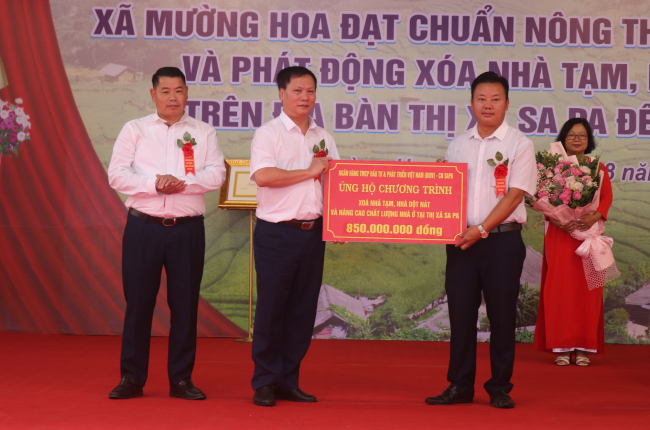 XÃ MƯỜNG HOA ĐẠT CHUẨN NÔNG TH
VÀ PHÁT ĐỘNG XÓA NHÀ TẠM,
TRÊN ĐỊA BÀN THỊ XÃ SA PA ĐẾ
8 năm
NGÂN HÀNG TMCP ĐẦU TƯ & PHÁT TRIỂN VIỆT NAM (BIDV) - CN SAPA
ỦNG HỘ CHƯƠNG TRÌNH
XOÁ NHÀ TẠM, NHÀ DỘT NÁT
VÀ NÂNG CAO CHẤT LƯỢNG NHÀ Ở TẠI THỊ XÃ SA PA
850.000.000 đồng